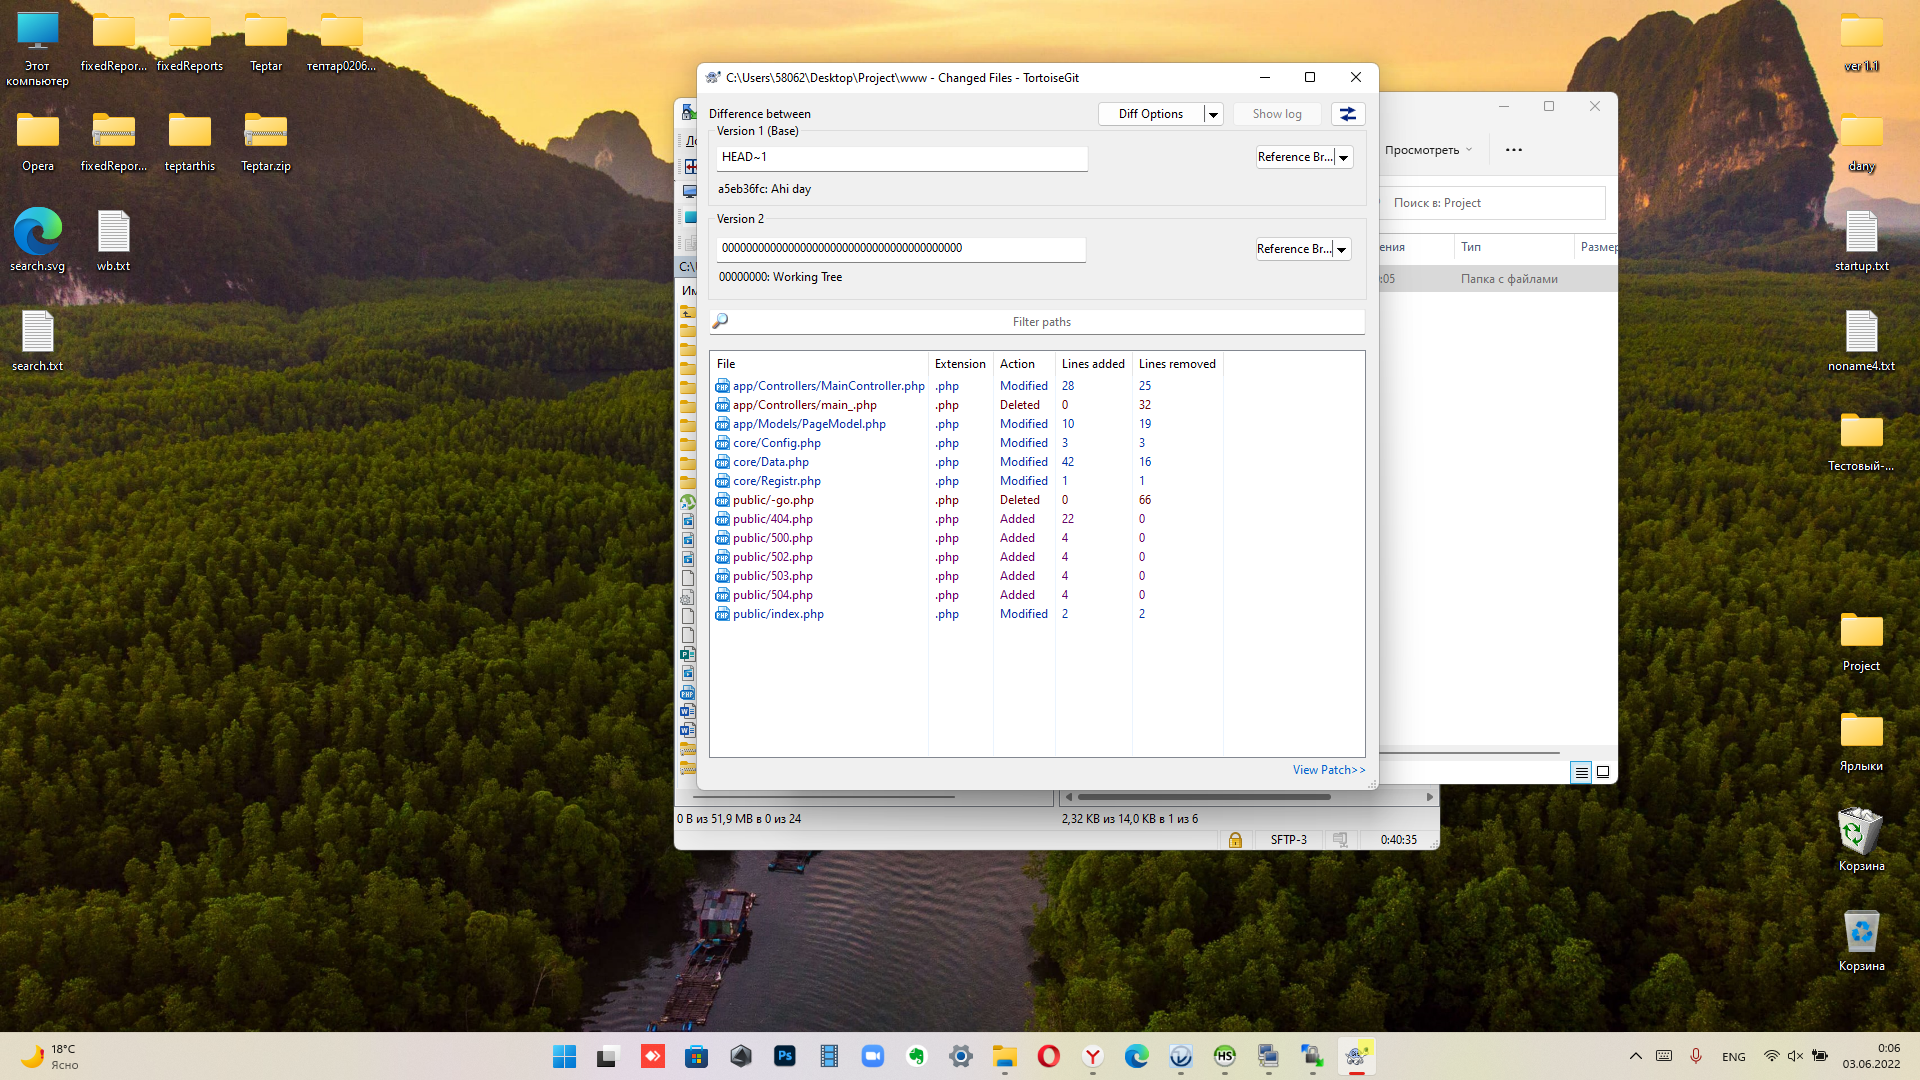 Этот
компьютер
fixedRepor...
fixedReports
Teptar
тептар0206...
Opera
fixedRepor...
teptarthis
Teptar.zip
search.svg
wb.txt
search.txt
C:\Users\58062\Desktop\Project\www - Changed Files - TortoiseGit
Difference between
Diff Options
Show log
Version 1 (Base)
HEAD~1
Reference Br...
a5eb36fc: Ahi day
Version 2
0000000000000000000000000000000000000000
Reference Br...
00000000: Working Tree
Filter paths
File Extension Action Lines added Lines removed
app/Controllers/MainController.php .php Modified 28 25
app/Controllers/main_.php .php Deleted 0 32
app/Models/PageModel.php .php Modified 10 19
core/Config.php .php Modified 3 3
core/Data.php .php Modified 42 16
core/Registr.php .php Modified 1 1
public/-go.php .php Deleted 0 66
public/404.php .php Added 22 0
public/500.php .php Added 4 0
public/502.php .php Added 4 0
public/503.php .php Added 4 0
public/504.php .php Added 4 0
public/index.php .php Modified 2 2
View Patch>>
Просмотреть
Поиск в: Project
ения Тип Размер
:05 Папка с файлами
C:\
0 B из 51,9 MB в 0 из 24
2,32 KB из 14,0 KB в 1 из 6
SFTP-3
0:40:35
ver 1.1
dany
startup.txt
noname4.txt
Тестовый-...
Project
Ярлыки
Корзина
Корзина
18°C
Ясно
Ps
HS
ENG
0:06
03.06.2022